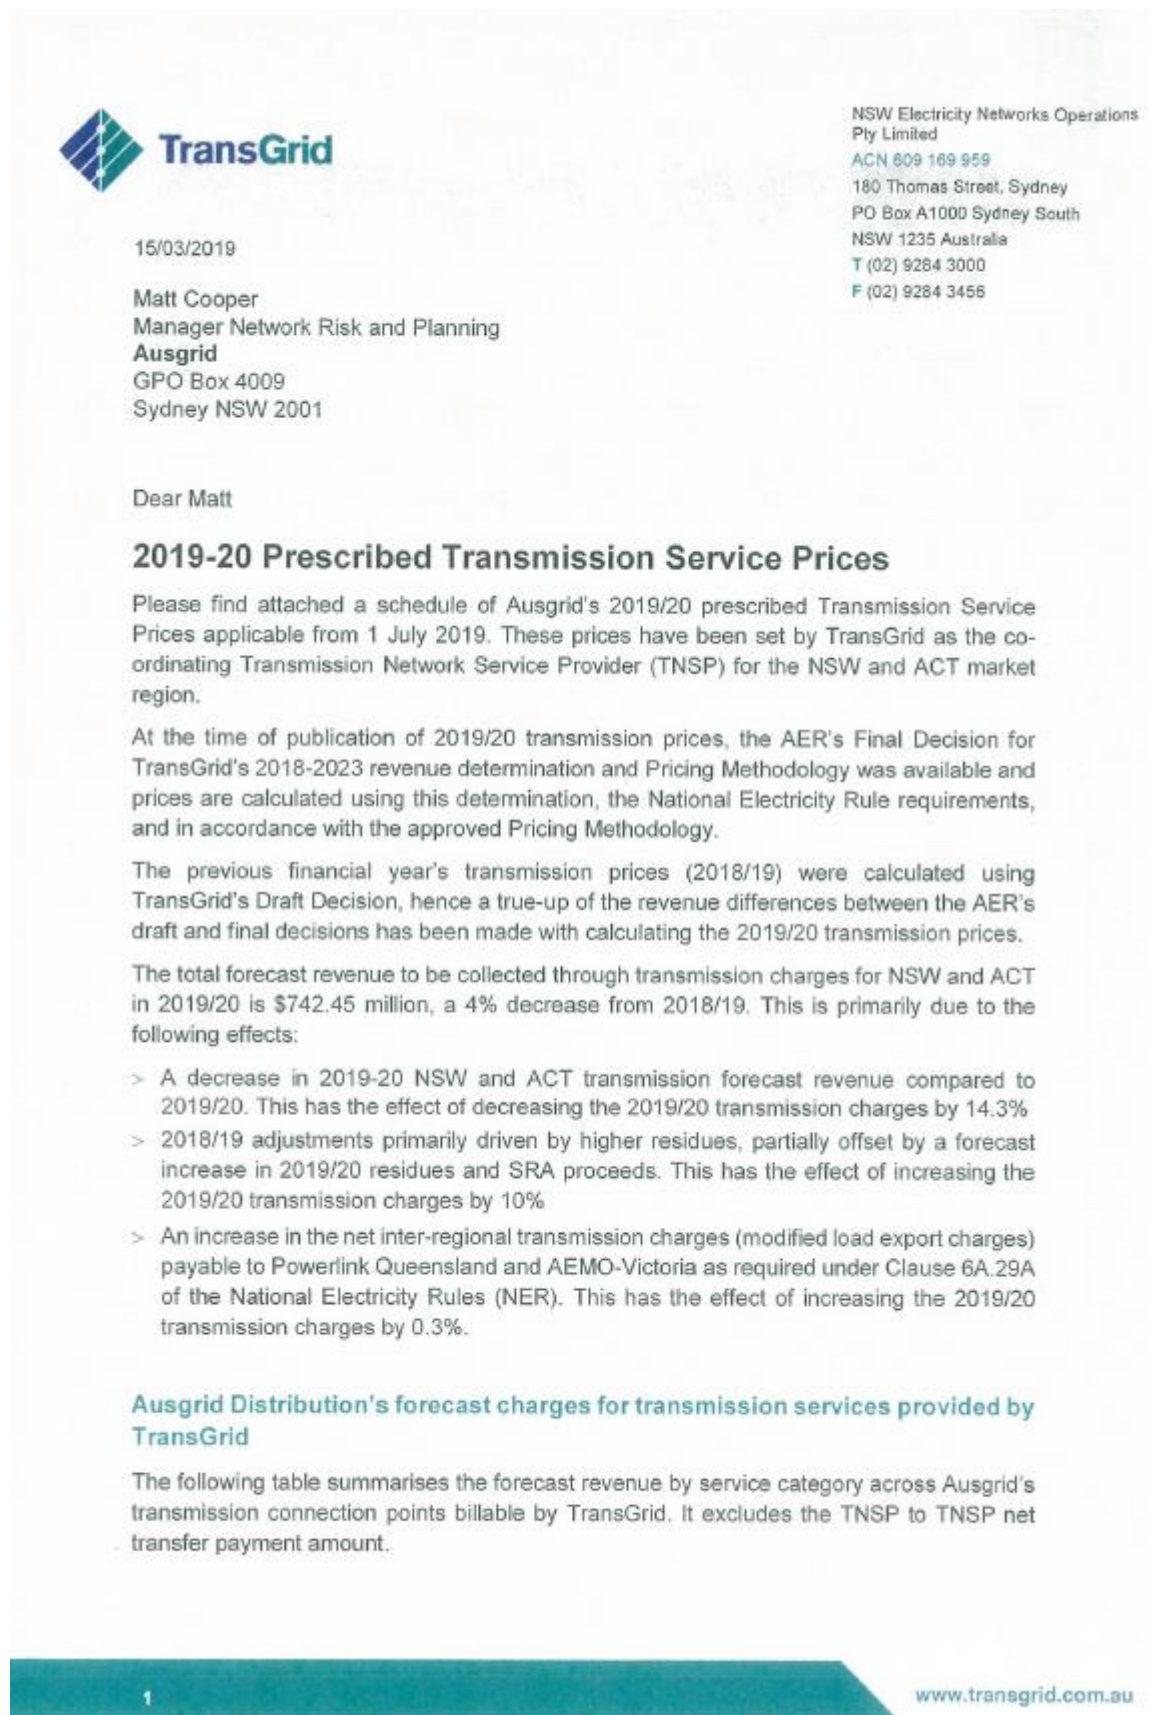 TransGrid
NSW Electricity Networks Operations
Pty Limited
ACN 609 169 959
180 Thomas Street, Sydney
PO Box A1000 Sydney South
NSW 1235 Australia
T (02) 9284 3000
F (02) 9284 3456
15/03/2019
Matt Cooper
Manager Network Risk and Planning
Ausgrid
GPO Box 4009
Sydney NSW 2001
Dear Matt
2019-20 Prescribed Transmission Service Prices
Please find attached a schedule of Ausgrid's 2019/20 prescribed Transmission Service
Prices applicable from 1 July 2019. These prices have been set by TransGrid as the co-
ordinating Transmission Network Service Provider (TNSP) for the NSW and ACT market
region.
At the time of publication of 2019/20 transmission prices, the AER's Final Decision for
TransGrid's 2018-2023 revenue determination and Pricing Methodology was available and
prices are calculated using this determination, the National Electricity Rule requirements,
and in accordance with the approved Pricing Methodology.
The previous financial year's transmission prices (2018/19) were calculated using
TransGrid's Draft Decision, hence a true-up of the revenue differences between the AER's
draft and final decisions has been made with calculating the 2019/20 transmission prices.
The total forecast revenue to be collected through transmission charges for NSW and ACT
in 2019/20 is $742.45 million, a 4% decrease from 2018/19. This is primarily due to the
following effects:
> A decrease in 2019-20 NSW and ACT transmission forecast revenue compared to
2019/20. This has the effect of decreasing the 2019/20 transmission charges by 14.3%
> 2018/19 adjustments primarily driven by higher residues, partially offset by a forecast
increase in 2019/20 residues and SRA proceeds. This has the effect of increasing the
2019/20 transmission charges by 10%
> An increase in the net inter-regional transmission charges (modified load export charges)
payable to Powerlink Queensland and AEMO-Victoria as required under Clause 6A.29A
of the National Electricity Rules (NER). This has the effect of increasing the 2019/20
transmission charges by 0.3%.
Ausgrid Distribution's forecast charges for transmission services provided by
TransGrid
The following table summarises the forecast revenue by service category across Ausgrid's
transmission connection points billable by TransGrid. It excludes the TNSP to TNSP net
transfer payment amount.
1
www.transgrid.com.au